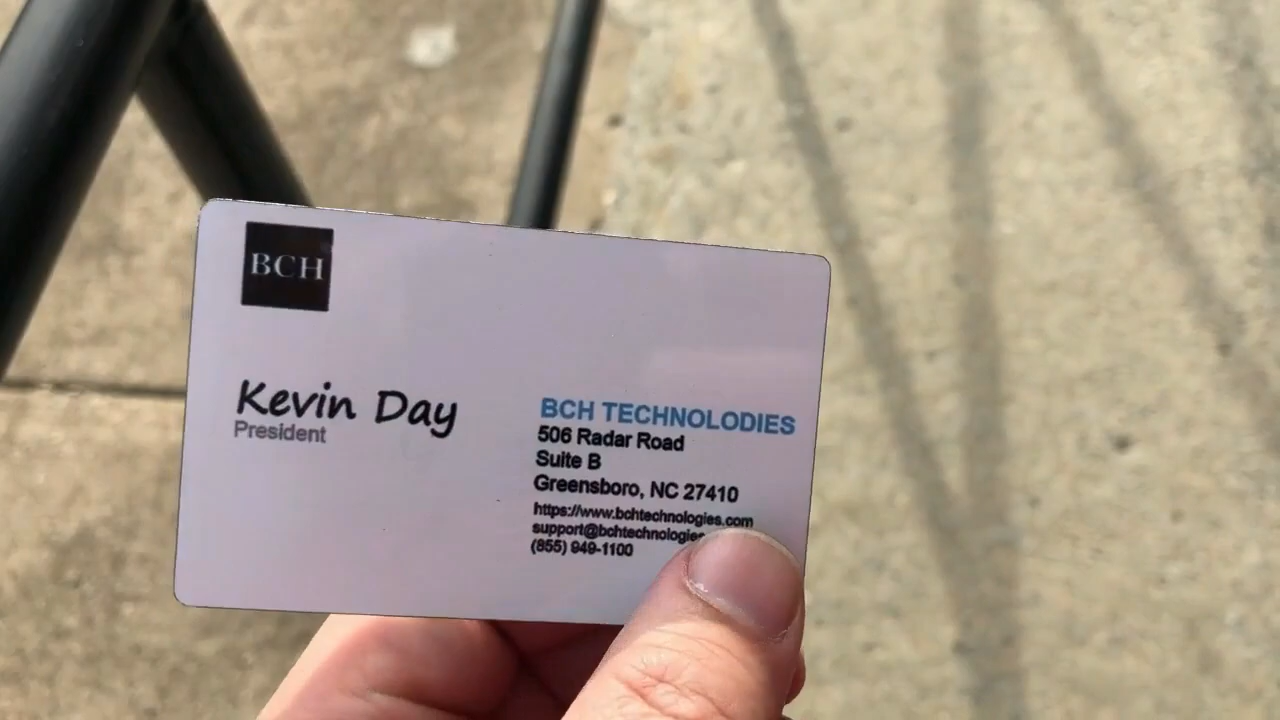 BCH
Kevin Day
President
BCH TECHNOLODIES
506 Radar Road
Suite B
Greensboro, NC 27410
https://www.bchtechnologies.com
support@bchtechnologies
(855) 949-1100